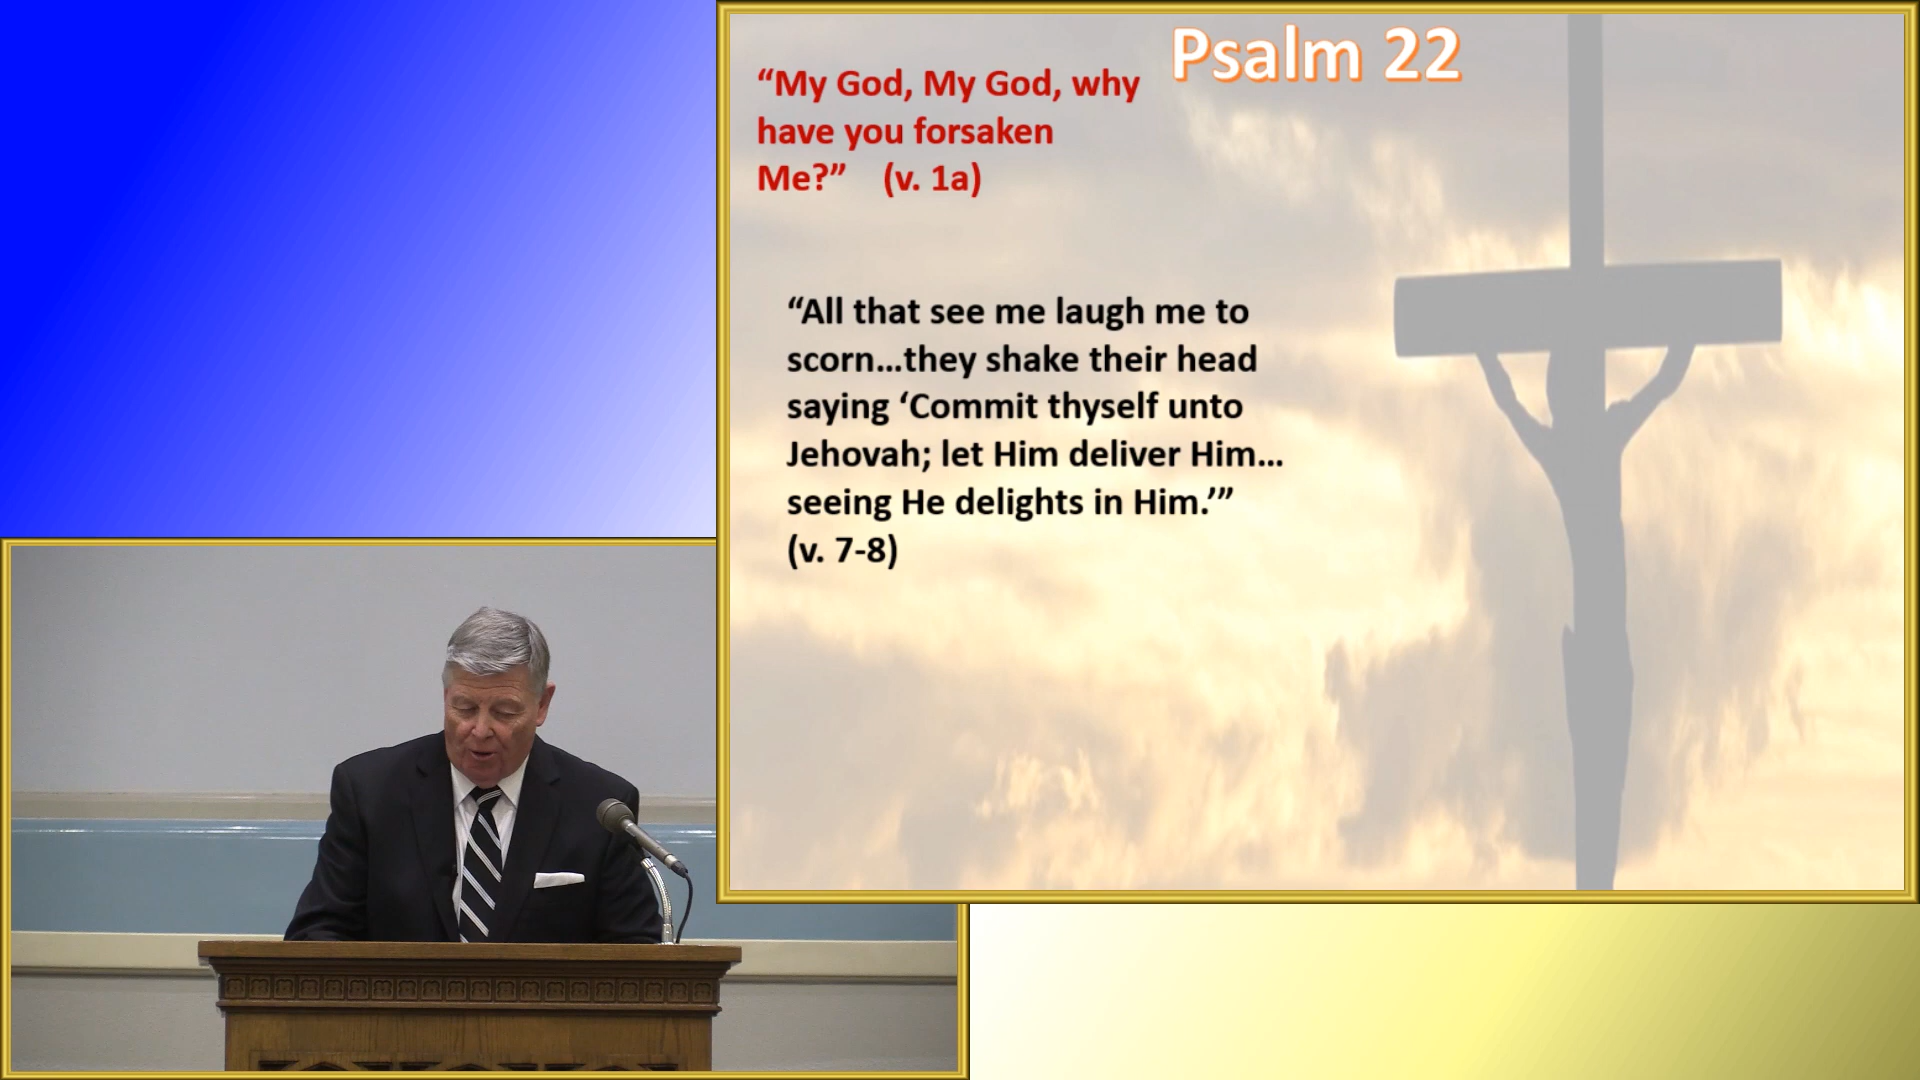 Psalm 22
“My God, My God, why
have you forsaken
Me?” (v. 1a)
“All that see me laugh me to
scorn...they shake their head
saying ‘Commit thyself unto
Jehovah; let Him deliver Him...
seeing He delights in Him.’”
(v. 7-8)